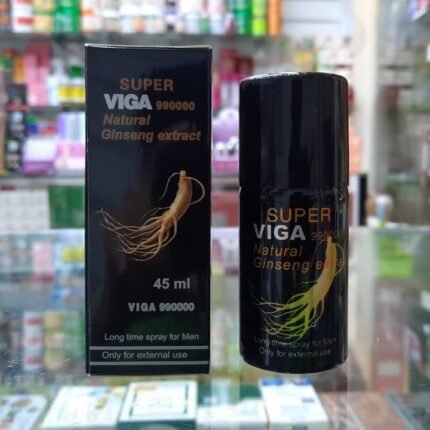 SUPER
VIGA 990000
Natural
Ginseng extract
45 ml
VIGA 990000
Long time spray for Men
Only for external use
SUPER
VIGA 990000
Natural
Ginseng extract
Long time spray for Men
Only for external use